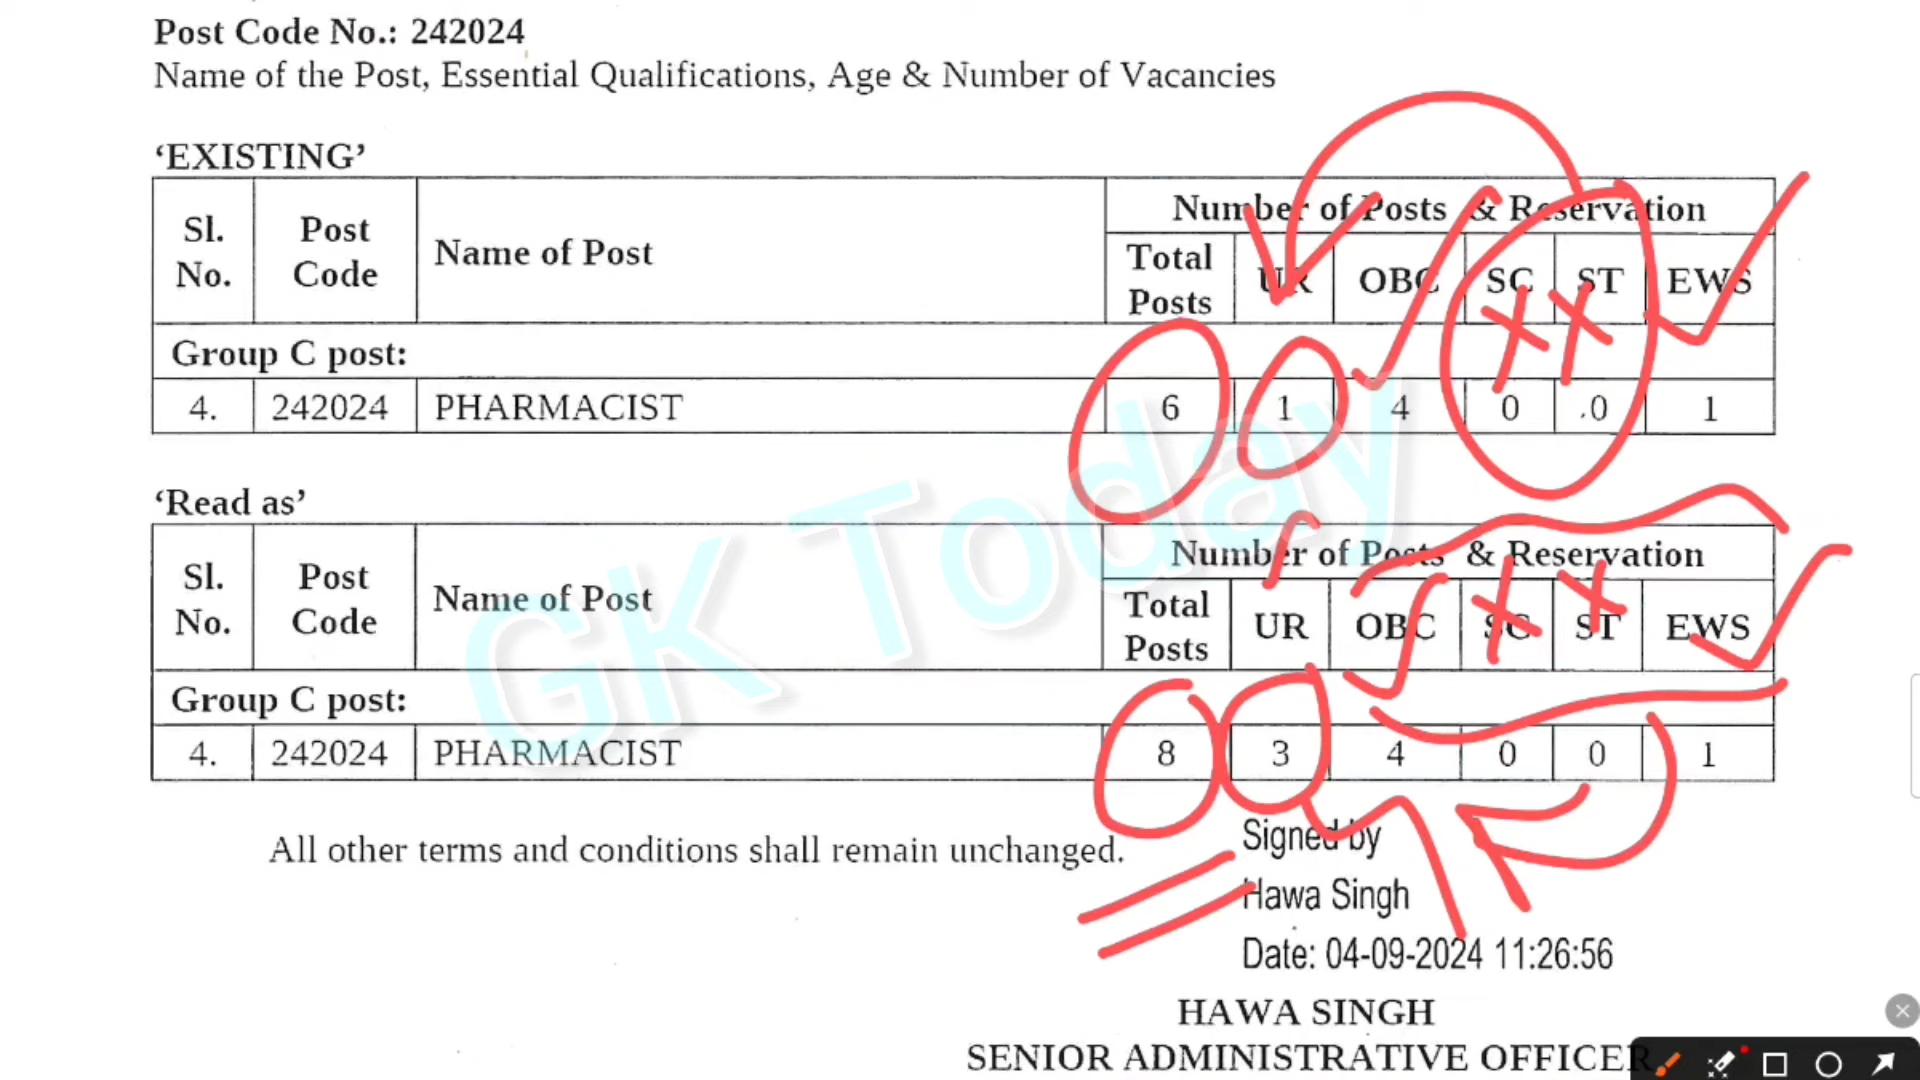 Post Code No.: 242024
Name of the Post, Essential Qualifications, Age & Number of Vacancies
‘EXISTING’
Sl. No. Post Code Name of Post Number of Posts & Reservation
Total Posts UR OBC SC ST EWS
Group C post:
4. 242024 PHARMACIST 6 1 4 0 .0 1
‘Read as’
Sl. No. Post Code Name of Post Number of Posts & Reservation
Total Posts UR OBC SC ST EWS
Group C post:
4. 242024 PHARMACIST 8 3 4 0 0 1
GK Today
All other terms and conditions shall remain unchanged.
Signed by
Hawa Singh
Date: 04-09-2024 11:26:56
HAWA SINGH
SENIOR ADMINISTRATIVE OFFICER